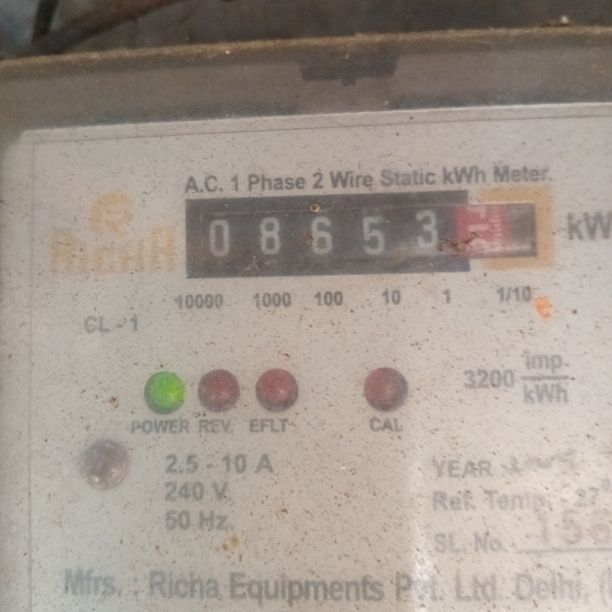 A.C. 1 Phase 2 Wire Static kWh Meter.
RICHA
0 8 6 5 3
kW
10000 1000 100 10 1 1/10
CL - 1
3200 imp.
kWh
POWER REV. EFLT CAL
2.5 - 10 A
240 V
50 Hz.
YEAR
Ref. Temp. 27°
SL. No. 156
Mfrs. : Richa Equipments Pvt. Ltd. Delhi, (